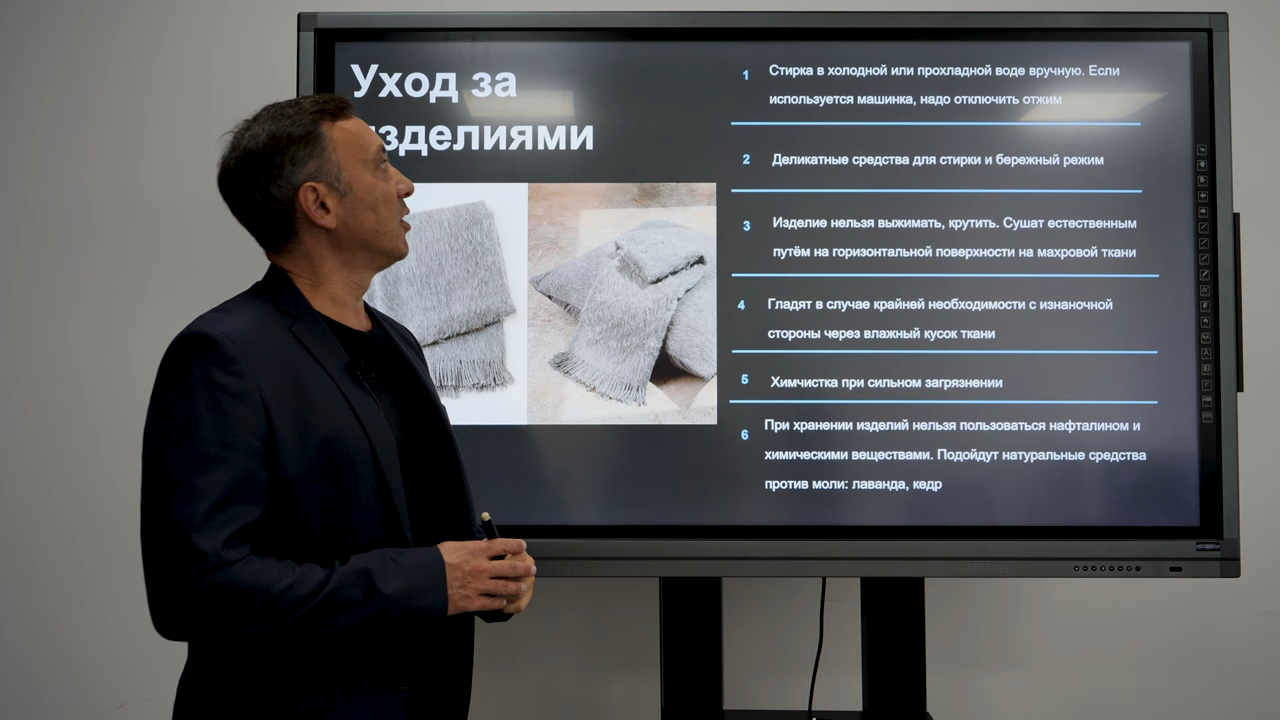 Уход за
изделиями
1 Стирка в холодной или прохладной воде вручную. Если
используется машинка, надо отключить отжим
2 Деликатные средства для стирки и бережный режим
3 Изделие нельзя выжимать, крутить. Сушат естественным
путём на горизонтальной поверхности на махровой ткани
4 Гладят в случае крайней необходимости с изнаночной
стороны через влажный кусок ткани
5 Химчистка при сильном загрязнении
6 При хранении изделий нельзя пользоваться нафталином и
химическими веществами. Подойдут натуральные средства
против моли: лаванда, кедр